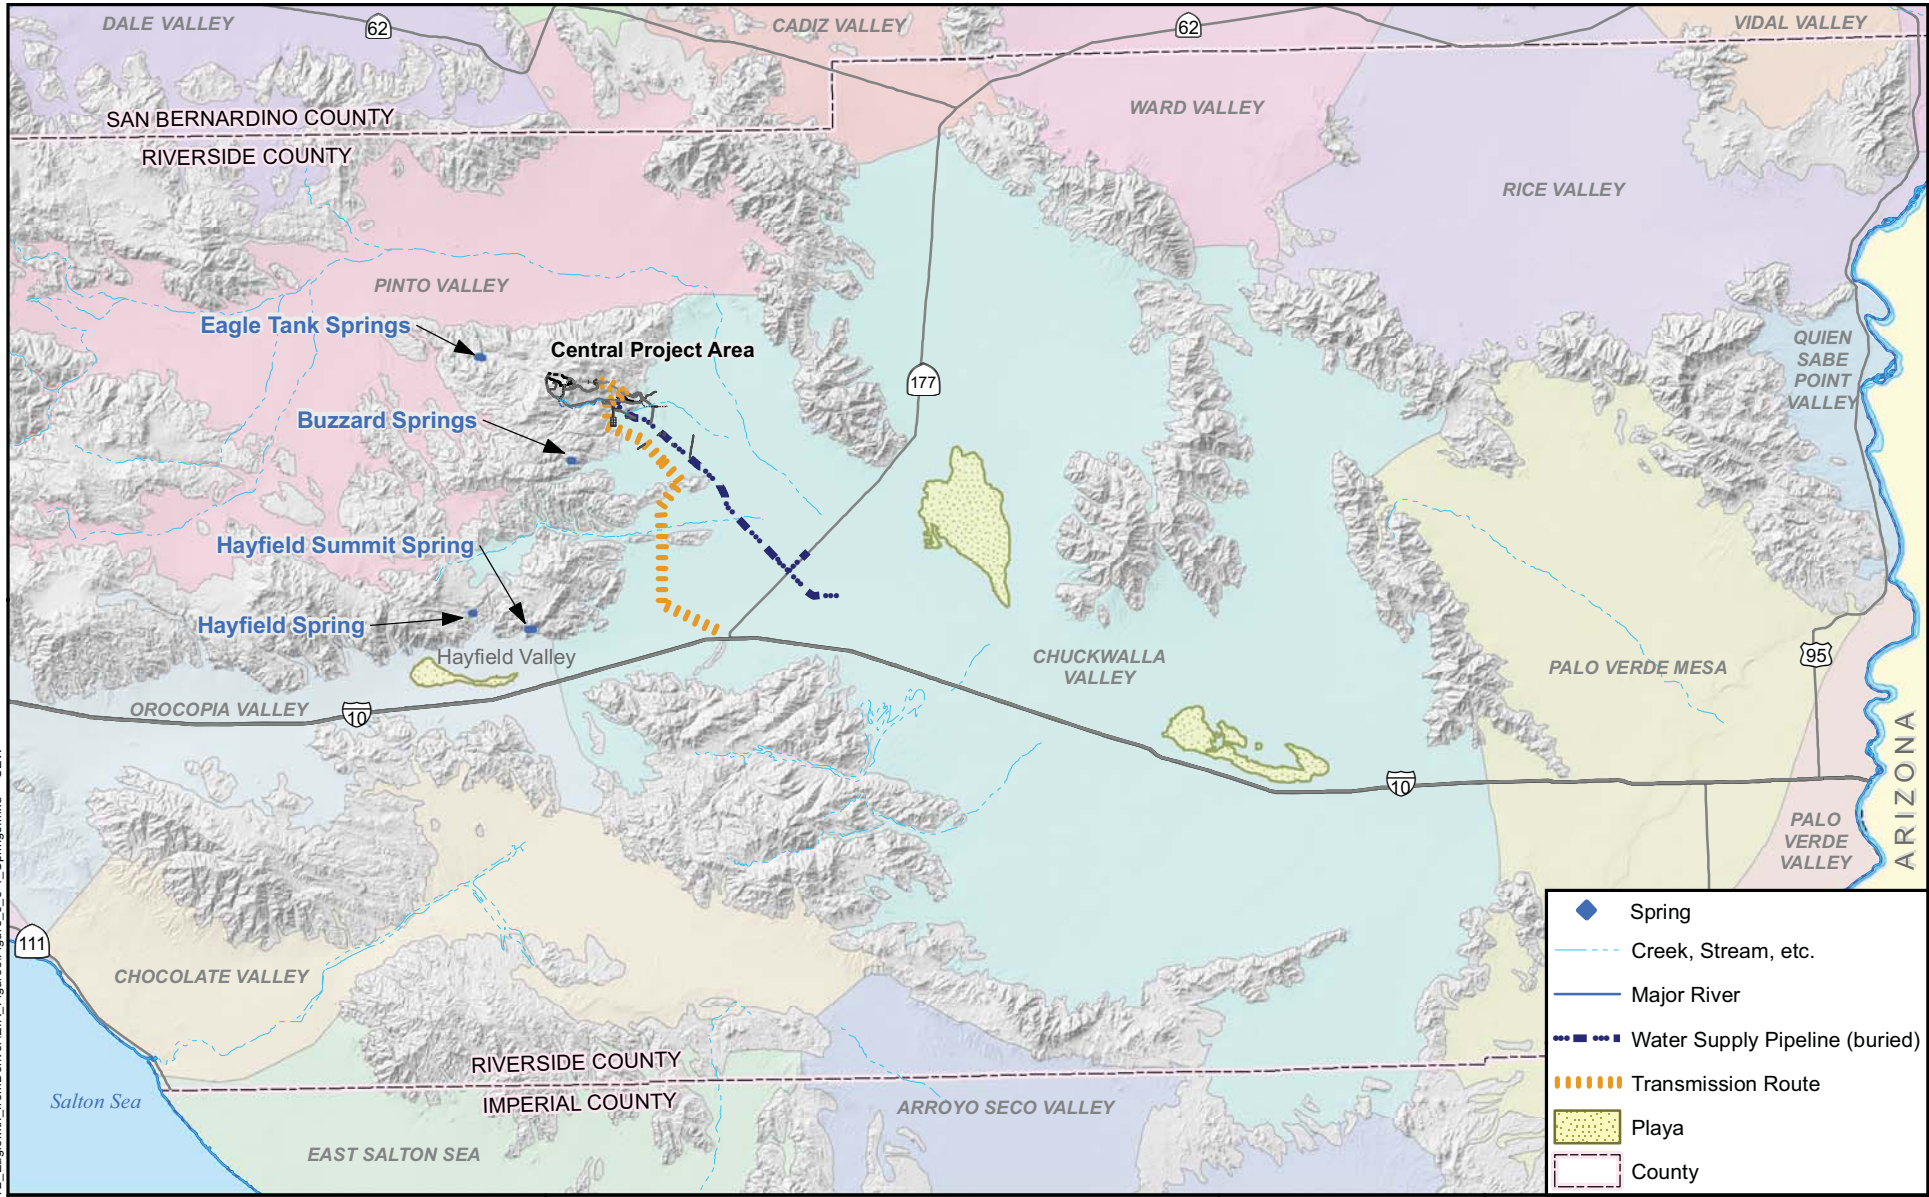 DALE VALLEY
62
CADIZ VALLEY
62
VIDAL VALLEY
SAN BERNARDINO COUNTY
RIVERSIDE COUNTY
WARD VALLEY
RICE VALLEY
PINTO VALLEY
Eagle Tank Springs
Central Project Area
177
QUIEN
SABE
POINT
VALLEY
Buzzard Springs
Hayfield Summit Spring
Hayfield Spring
Hayfield Valley
CHUCKWALLA
VALLEY
PALO VERDE MESA
95
OROCOPIA VALLEY
10
10
ARIZONA
PALO
VERDE
VALLEY
111
CHOCOLATE VALLEY
RIVERSIDE COUNTY
IMPERIAL COUNTY
Salton Sea
ARROYO SECO VALLEY
EAST SALTON SEA
Spring
Creek, Stream, etc.
Major River
Water Supply Pipeline (buried)
Transmission Route
Playa
County